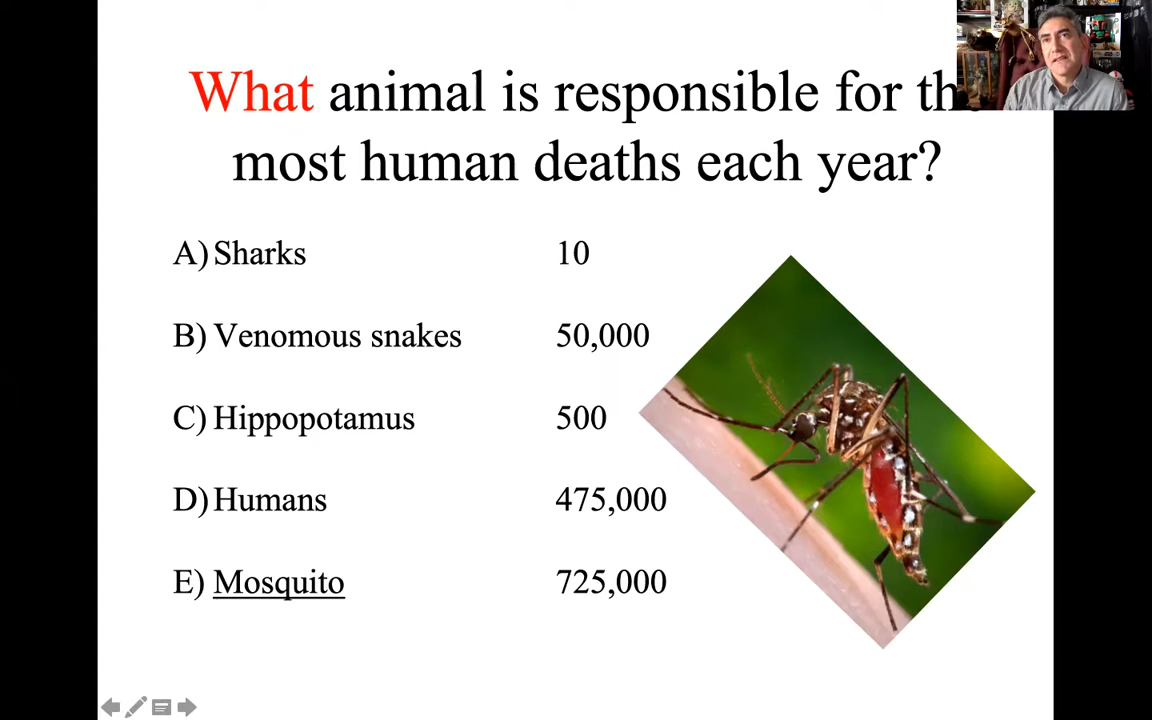 What animal is responsible for th
most human deaths each year?
A) Sharks 10
B) Venomous snakes 50,000
C) Hippopotamus 500
D) Humans 475,000
E) Mosquito 725,000